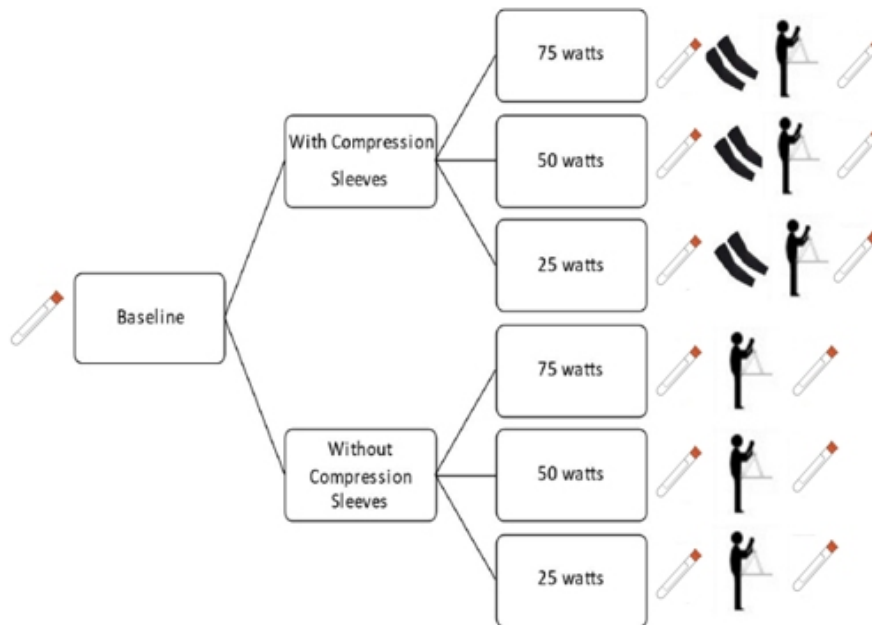 75 watts
With Compression
Sleeves
50 watts
25 watts
Baseline
75 watts
Without
Compression
Sleeves
50 watts
25 watts